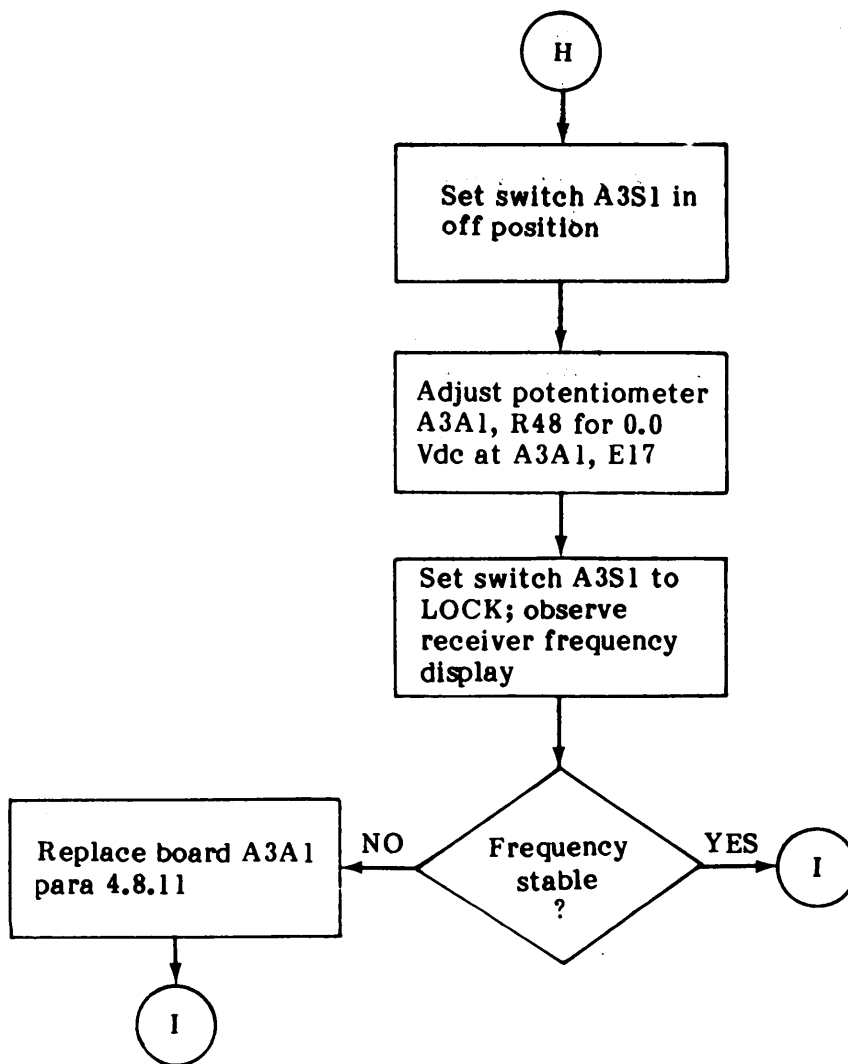 H
Set switch A3S1 in
off position
Adjust potentiometer
A3A1, R48 for 0.0
Vdc at A3A1, E17
Set switch A3S1 to
LOCK; observe
receiver frequency
display
Frequency
stable
?
NO
YES
Replace board A3A1
para 4.8.11
I
I